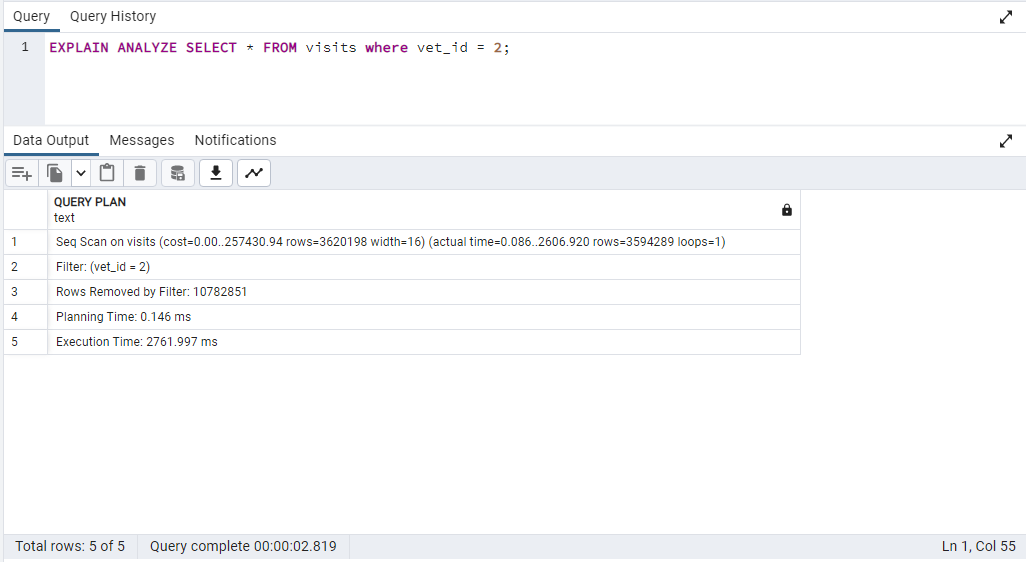 Query Query History
1 EXPLAIN ANALYZE SELECT * FROM visits where vet_id = 2;
Data Output Messages Notifications
QUERY PLAN
text
1 Seq Scan on visits (cost=0.00..257430.94 rows=3620198 width=16) (actual time=0.086..2606.920 rows=3594289 loops=1)
2 Filter: (vet_id = 2)
3 Rows Removed by Filter: 10782851
4 Planning Time: 0.146 ms
5 Execution Time: 2761.997 ms
Total rows: 5 of 5 Query complete 00:00:02.819 Ln 1, Col 55